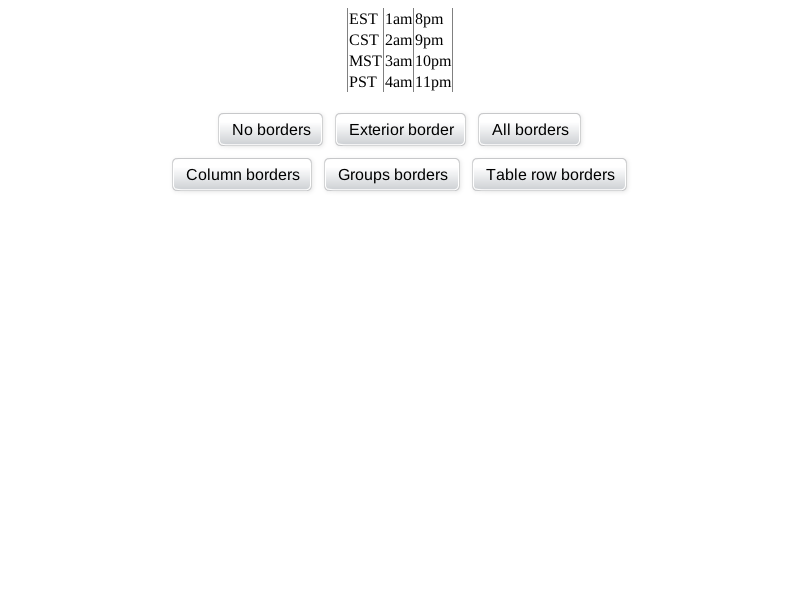 EST 1am 8pm
CST 2am 9pm
MST 3am 10pm
PST 4am 11pm
No borders Exterior border All borders
Column borders Groups borders Table row borders